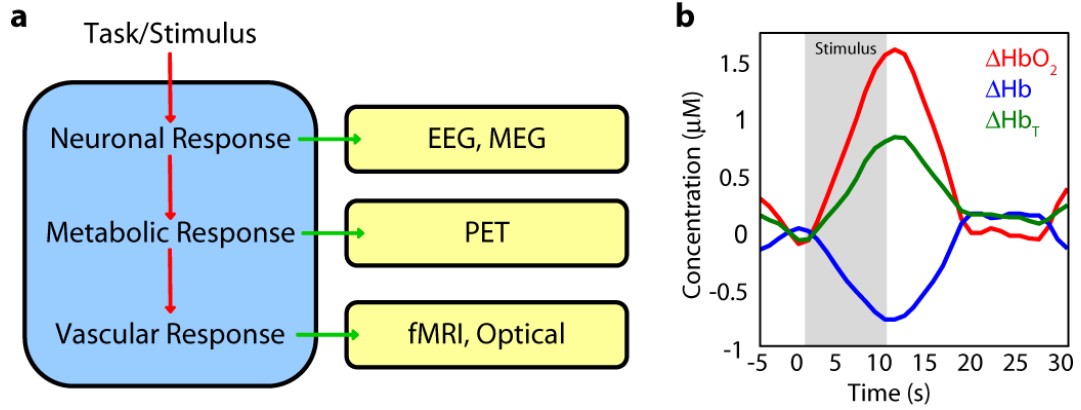 a
Task/Stimulus
Neuronal Response
EEG, MEG
Metabolic Response
PET
Vascular Response
fMRI, Optical
b
Stimulus
ΔHbO₂
ΔHb
ΔHb_T
Concentration (μM)
1.5
1
0.5
0
-0.5
-1
-5 0 5 10 15 20 25 30
Time (s)